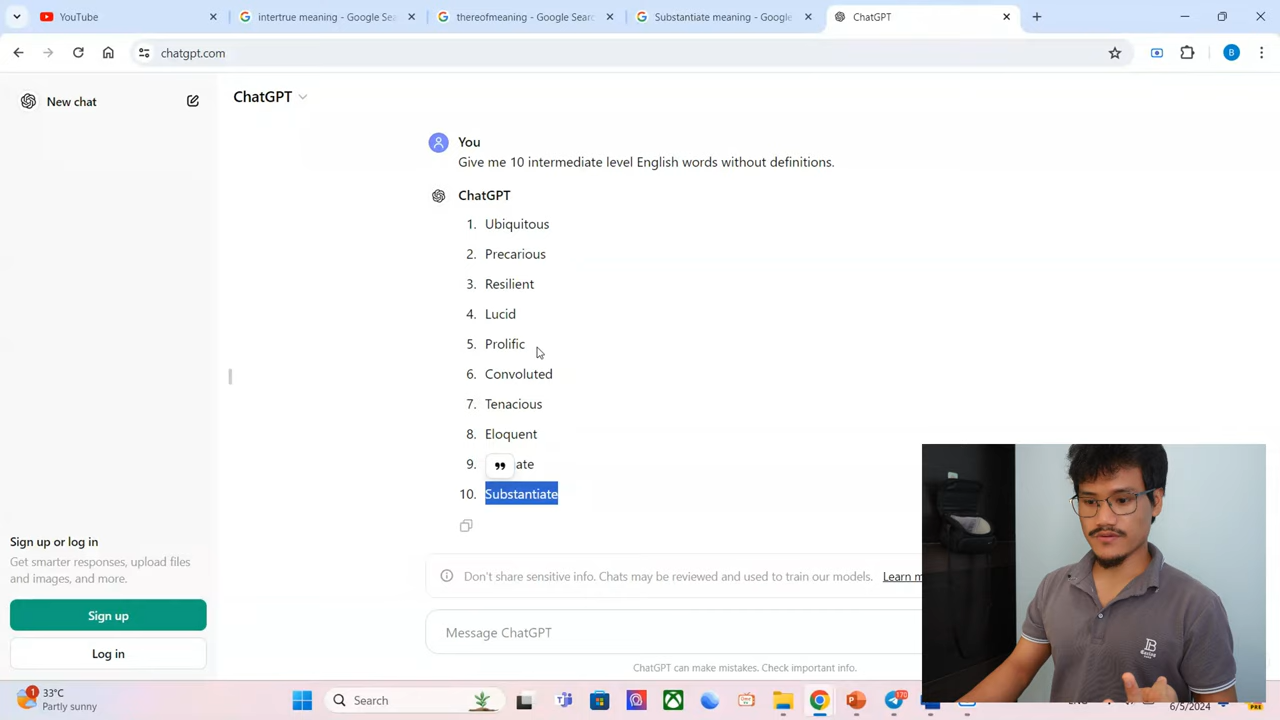 YouTube
intertrue meaning - Google Sea
thereofmeaning - Google Searc
Substantiate meaning - Google
ChatGPT
chatgpt.com
B
New chat
ChatGPT
You
Give me 10 intermediate level English words without definitions.
ChatGPT
1. Ubiquitous
2. Precarious
3. Resilient
4. Lucid
5. Prolific
6. Convoluted
7. Tenacious
8. Eloquent
9. ate
10. Substantiate
Sign up or log in
Get smarter responses, upload files
and images, and more.
Sign up
Log in
Don't share sensitive info. Chats may be reviewed and used to train our models. Learn m
Message ChatGPT
ChatGPT can make mistakes. Check important info.
1
33°C
Partly sunny
Search
170
6/5/2024
PRE